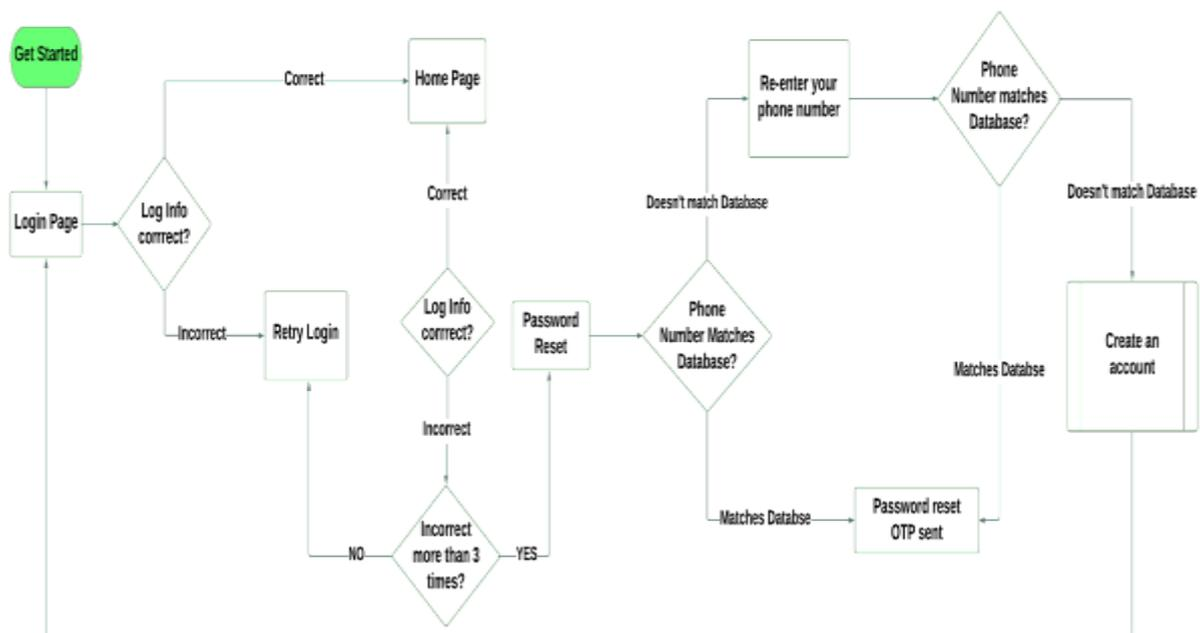 Get Started
Login Page
Log Info
corrrect?
Correct
Home Page
Incorrect
Retry Login
Correct
Log Info
corrrect?
Incorrect
Incorrect
more than 3
times?
NO
YES
Password
Reset
Phone
Number Matches
Database?
Doesn't match Database
Re-enter your
phone number
Phone
Number matches
Database?
Doesn't match Database
Matches Databse
Create an
account
Matches Databse
Password reset
OTP sent